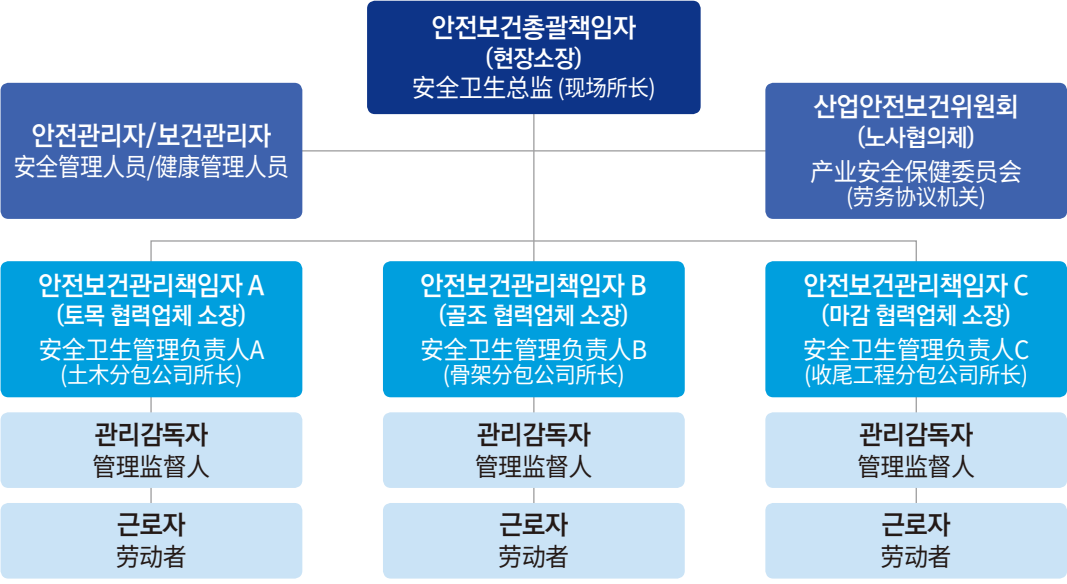 안전보건총괄책임자
(현장소장)
安全卫生总监 (现场所长)
안전관리자/보건관리자
安全管理人员/健康管理人员
산업안전보건위원회
(노사협의체)
产业安全保健委员会
(劳务协议机关)
안전보건관리책임자 A
(토목 협력업체 소장)
安全卫生管理负责人A
(土木分包公司所长)
안전보건관리책임자 B
(골조 협력업체 소장)
安全卫生管理负责人B
(骨架分包公司所长)
안전보건관리책임자 C
(마감 협력업체 소장)
安全卫生管理负责人C
(收尾工程分包公司所长)
관리감독자
管理监督人
관리감독자
管理监督人
관리감독자
管理监督人
근로자
劳动者
근로자
劳动者
근로자
劳动者